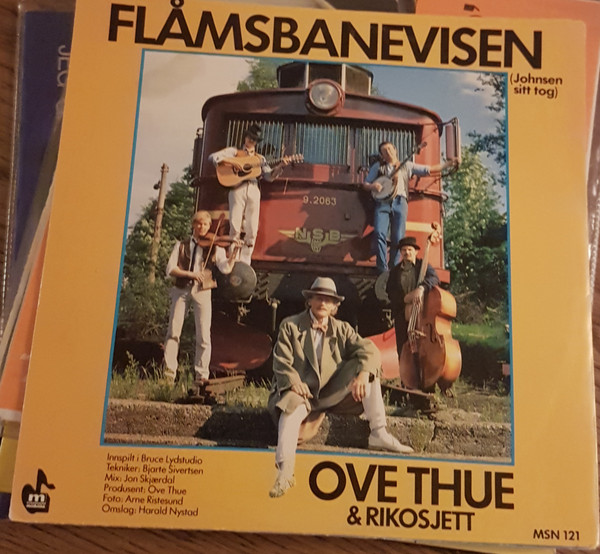 FLÅMSBANEVISEN
(Johnsen
sitt tog)
9.2063
NSB
Innspilt i Bruce Lydstudio
Tekniker: Bjarte Sivertsen
Mix: Jon Skjærdal
Produsent: Ove Thue
Foto: Arne Ristesund
Omslag: Harald Nystad
m
OVE THUE
& RIKOSJETT
MSN 121